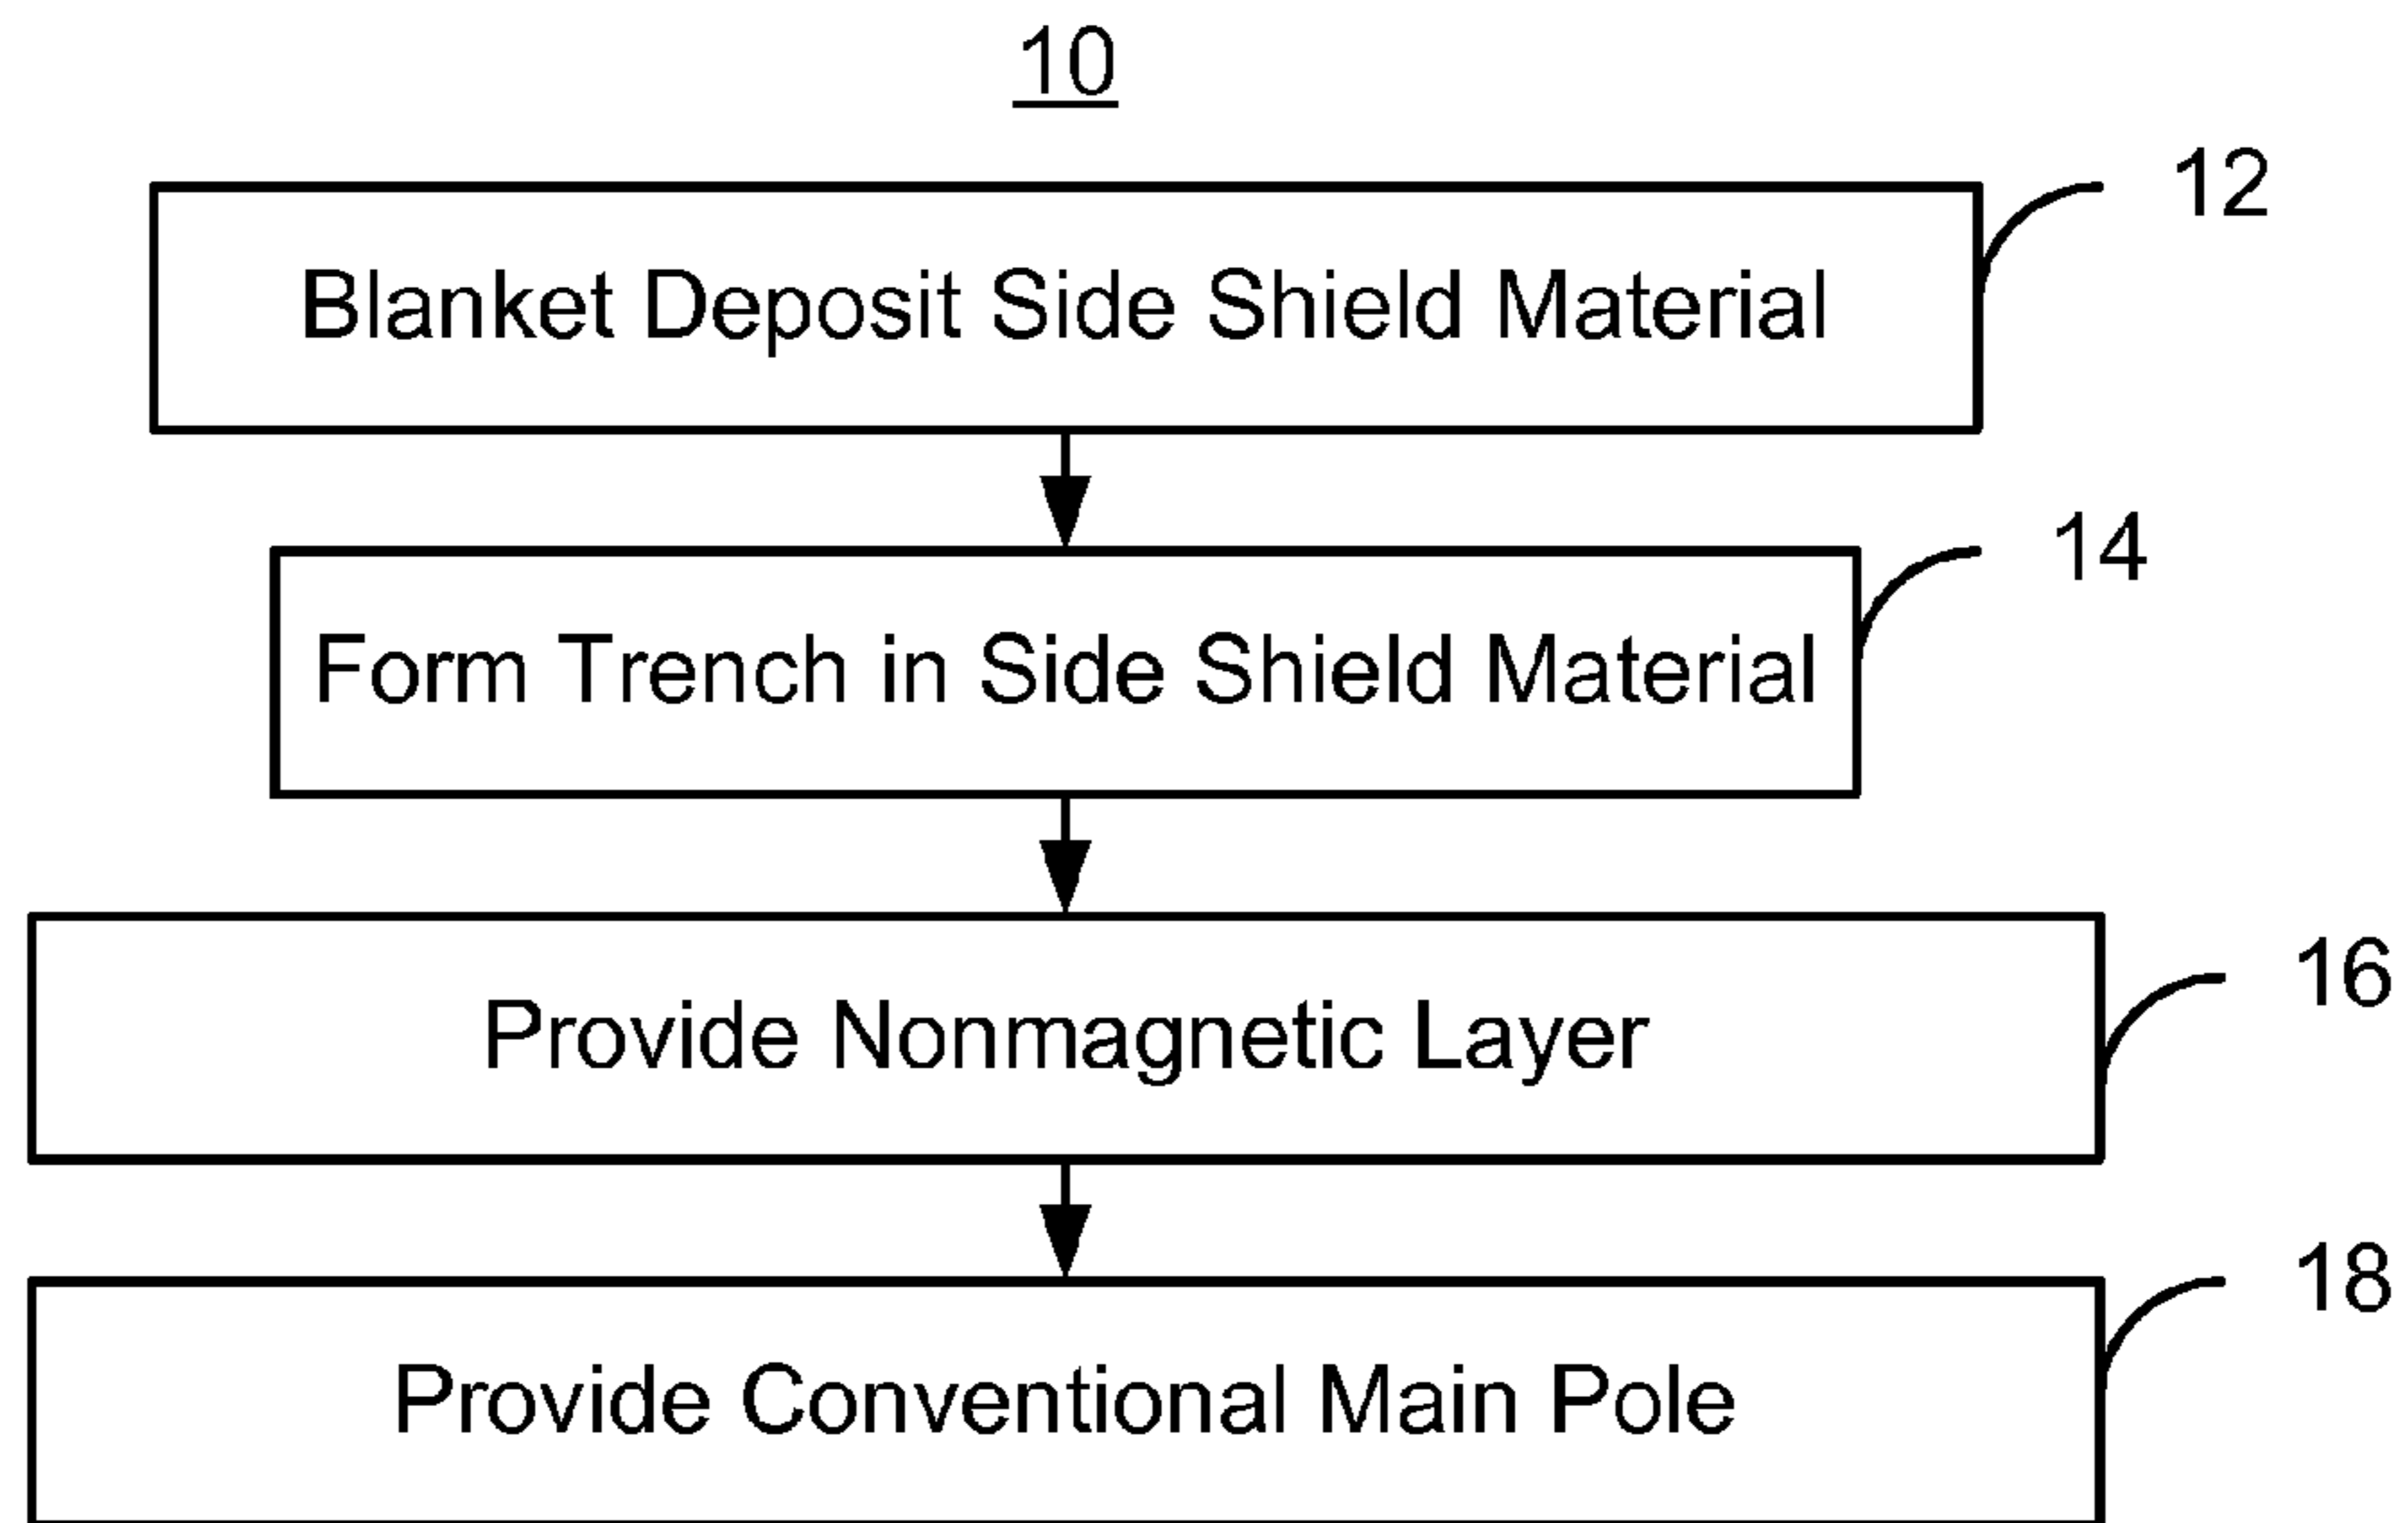 10
12
Blanket Deposit Side Shield Material
14
Form Trench in Side Shield Material
16
Provide Nonmagnetic Layer
18
Provide Conventional Main Pole